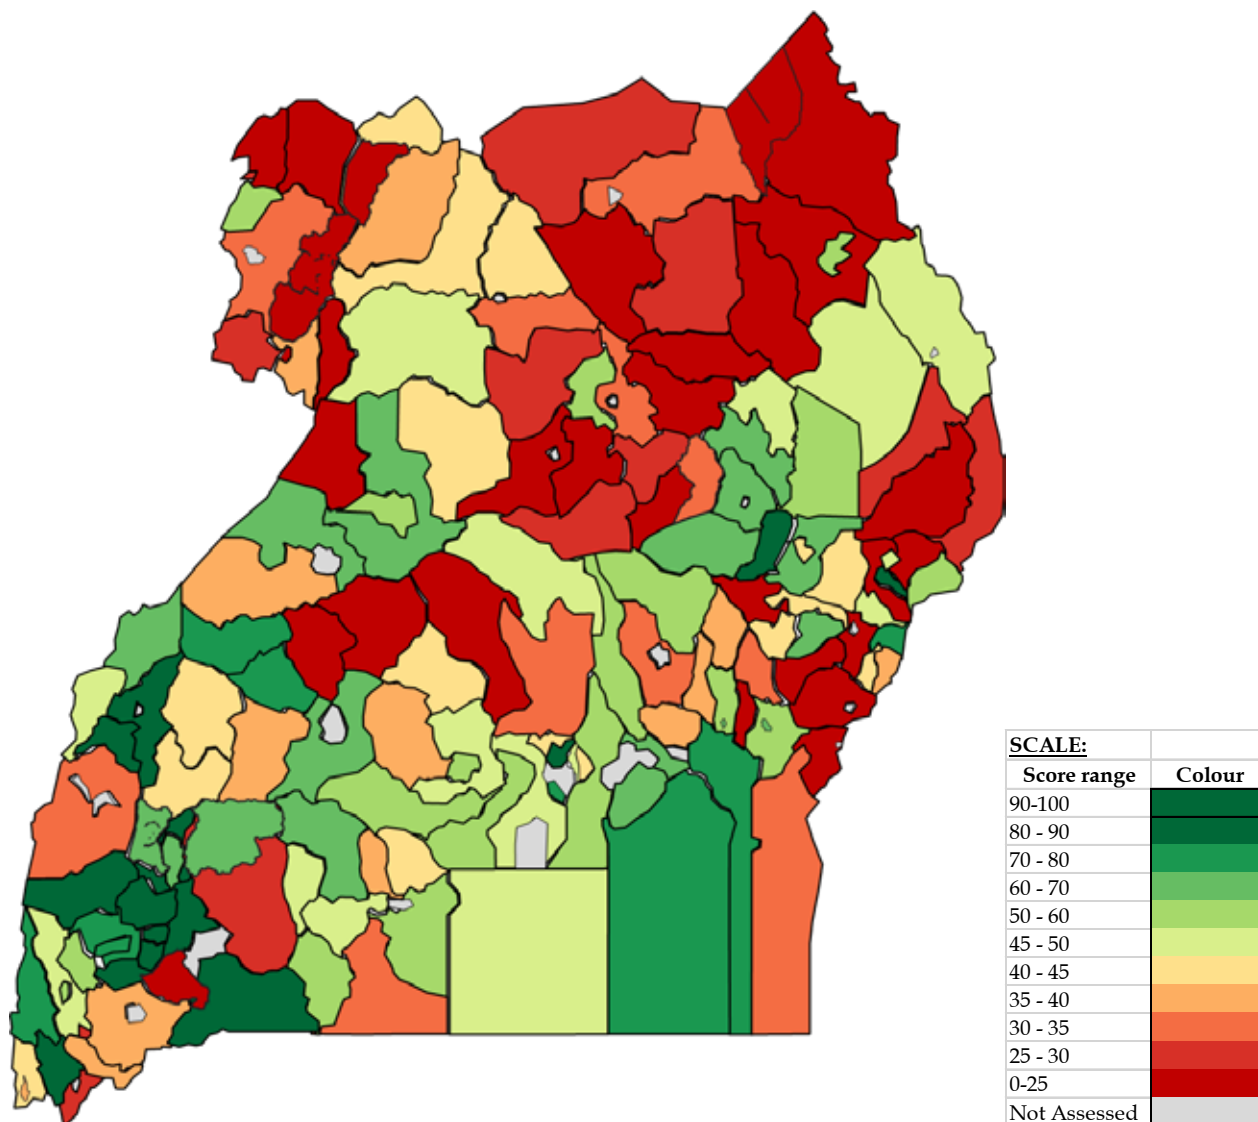 SCALE:
Score range Colour
90-100
80 - 90
70 - 80
60 - 70
50 - 60
45 - 50
40 - 45
35 - 40
30 - 35
25 - 30
0-25
Not Assessed